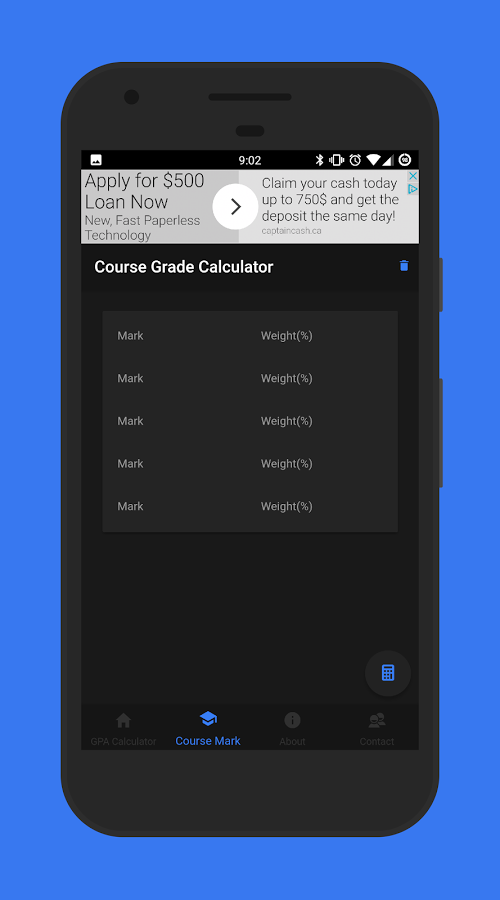 9:02
Apply for $500
Loan Now
New, Fast Paperless
Technology
Claim your cash today
up to 750$ and get the
deposit the same day!
captaincash.ca
Course Grade Calculator
Mark Weight(%)
Mark Weight(%)
Mark Weight(%)
Mark Weight(%)
Mark Weight(%)
GPA Calculator Course Mark About Contact